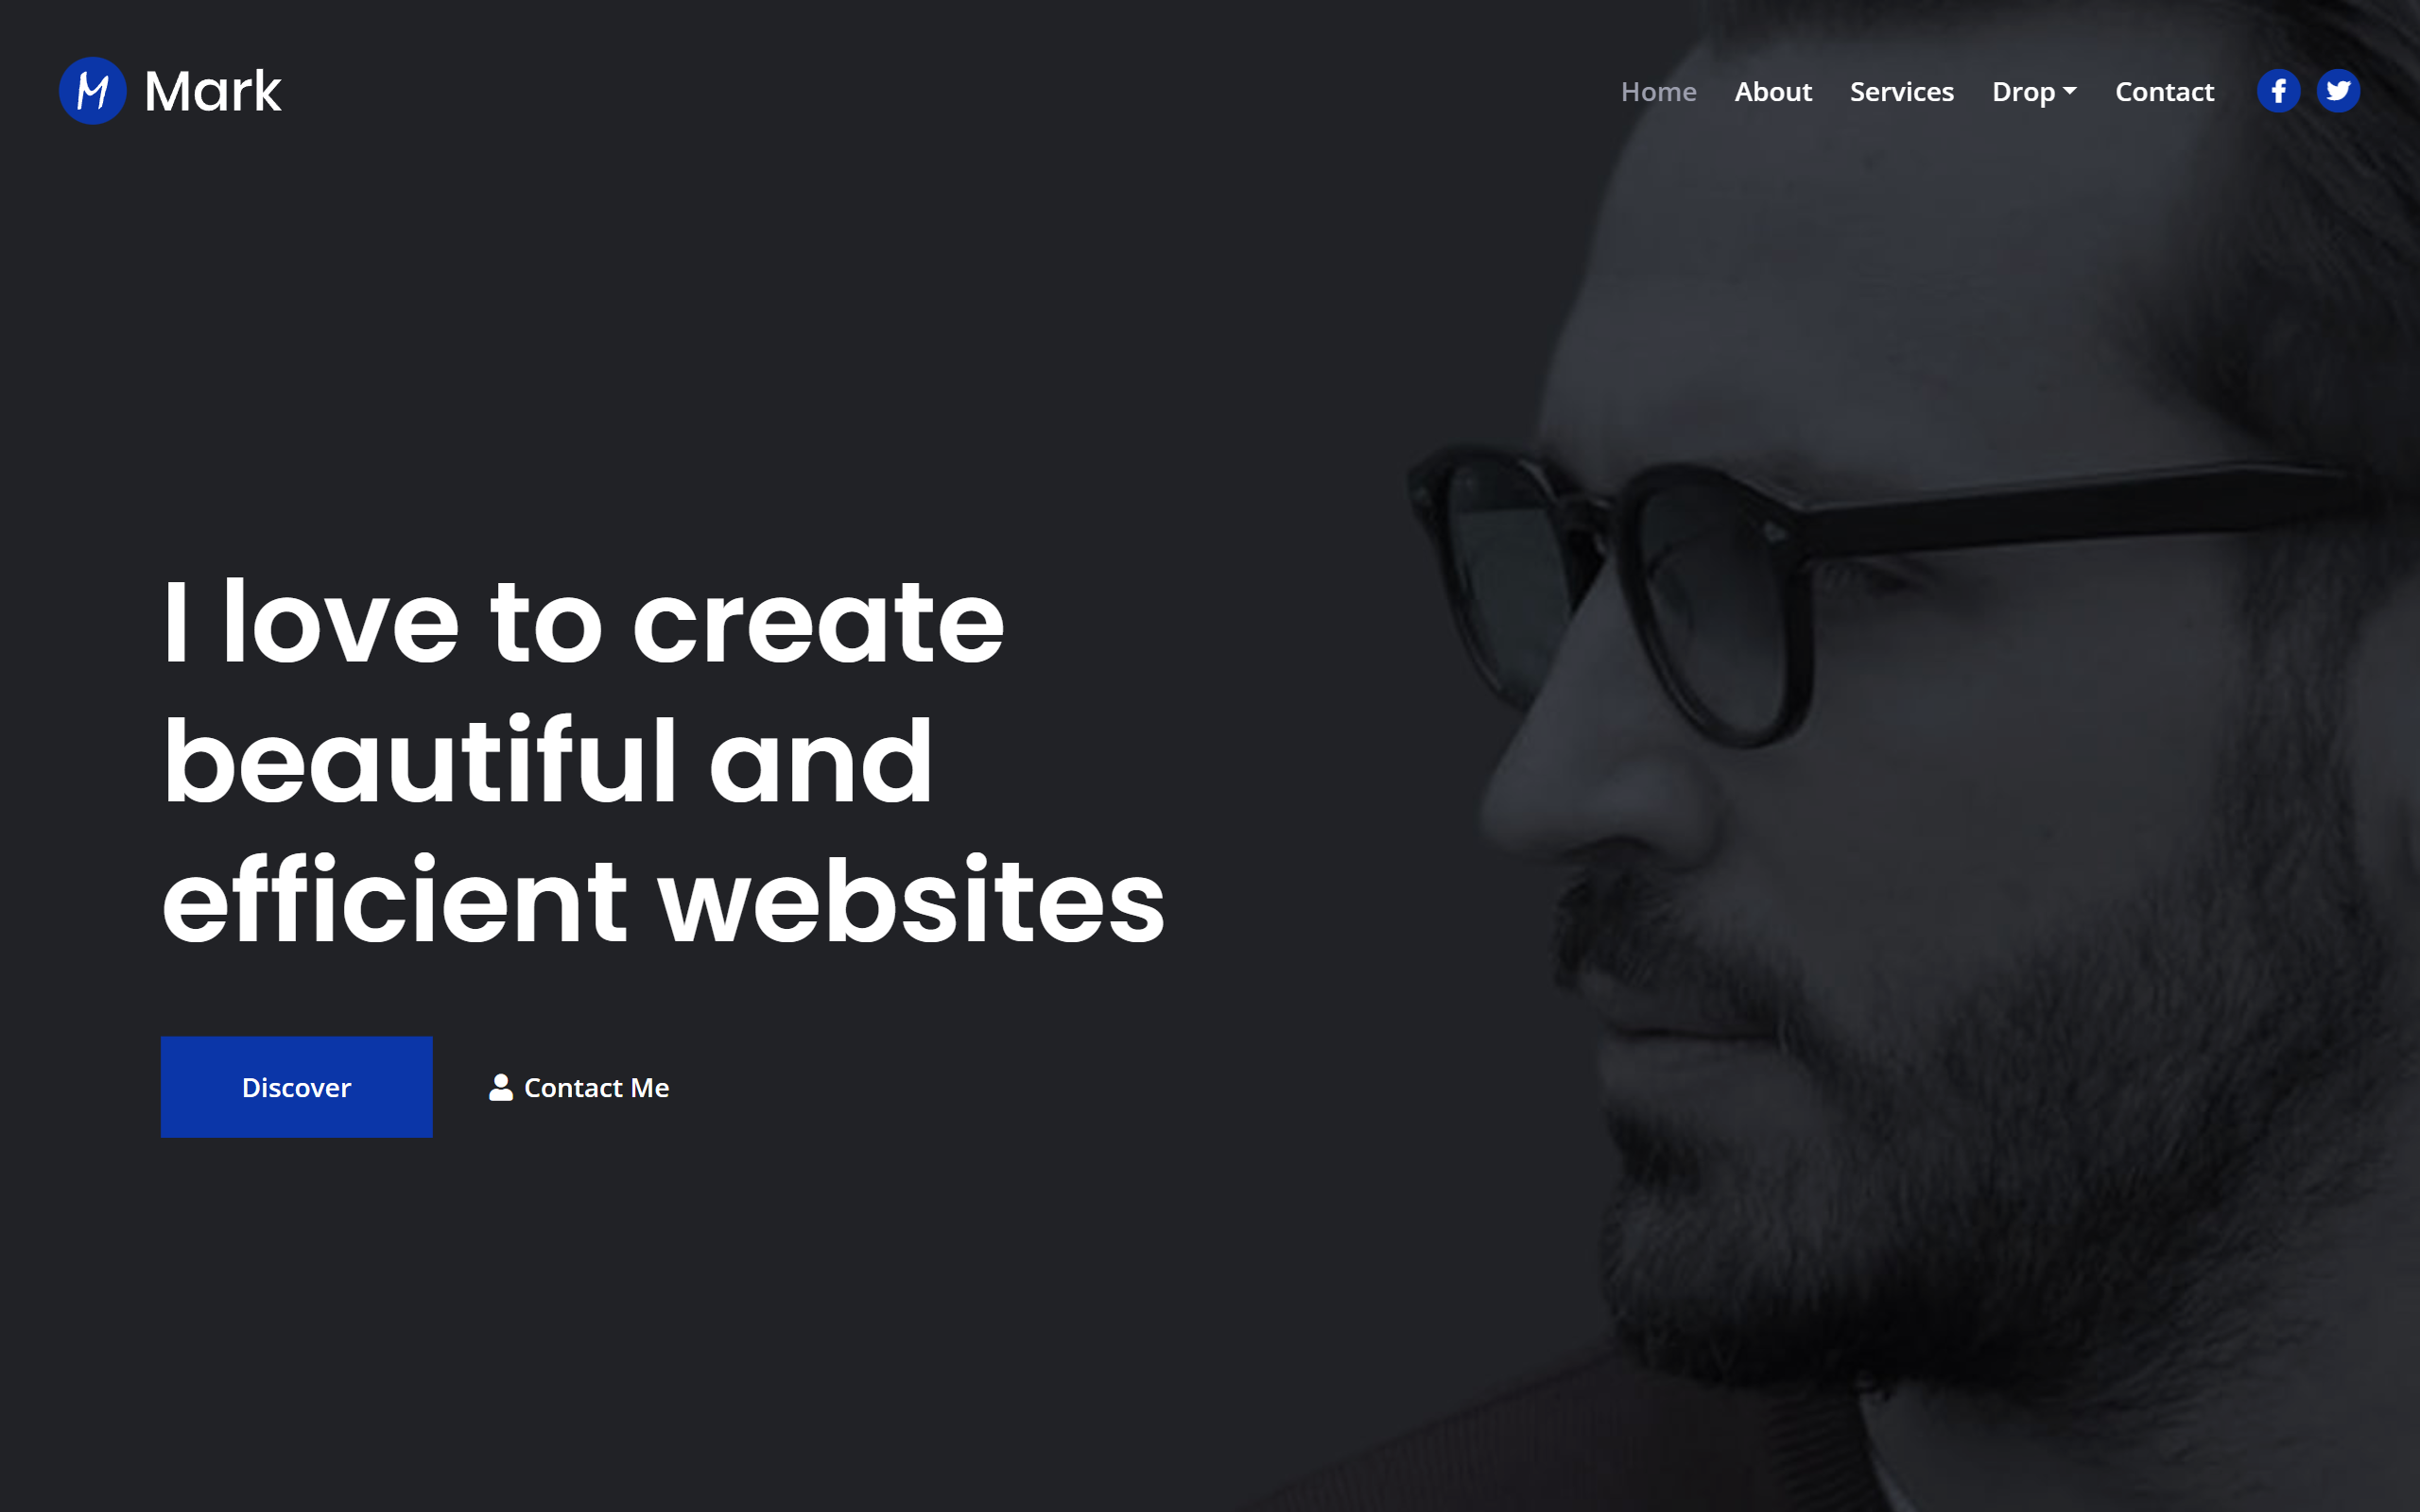 M Mark
Home About Services Drop Contact
I love to create
beautiful and
efficient websites
Discover Contact Me